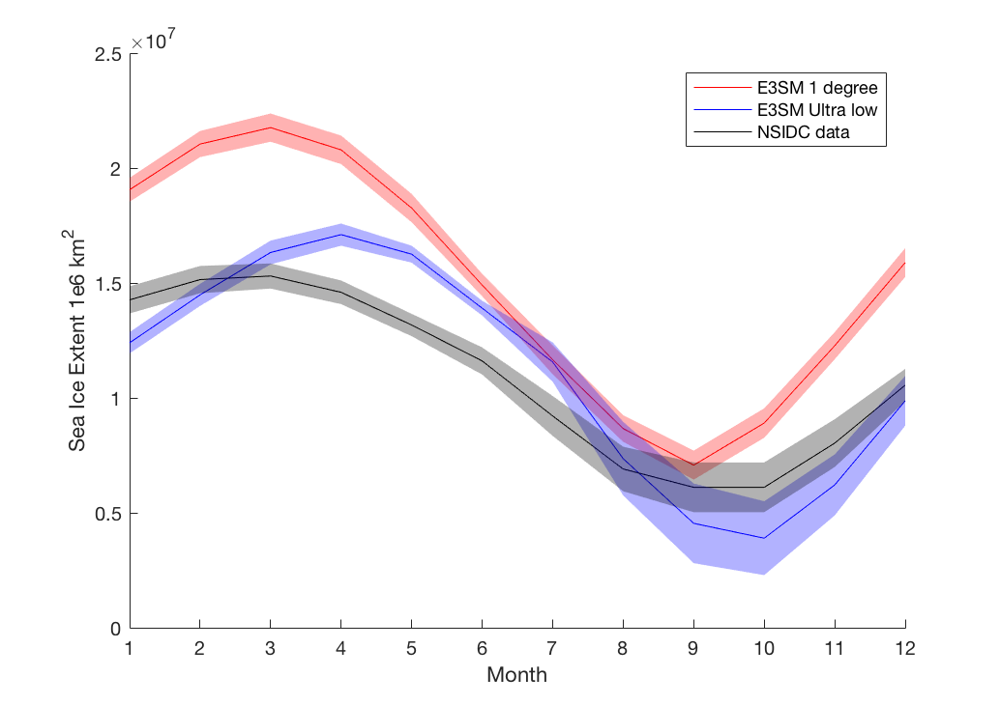 ×10^7
2.5
2
1.5
1
0.5
0
Sea Ice Extent 1e6 km^2
E3SM 1 degree
E3SM Ultra low
NSIDC data
1 2 3 4 5 6 7 8 9 10 11 12
Month